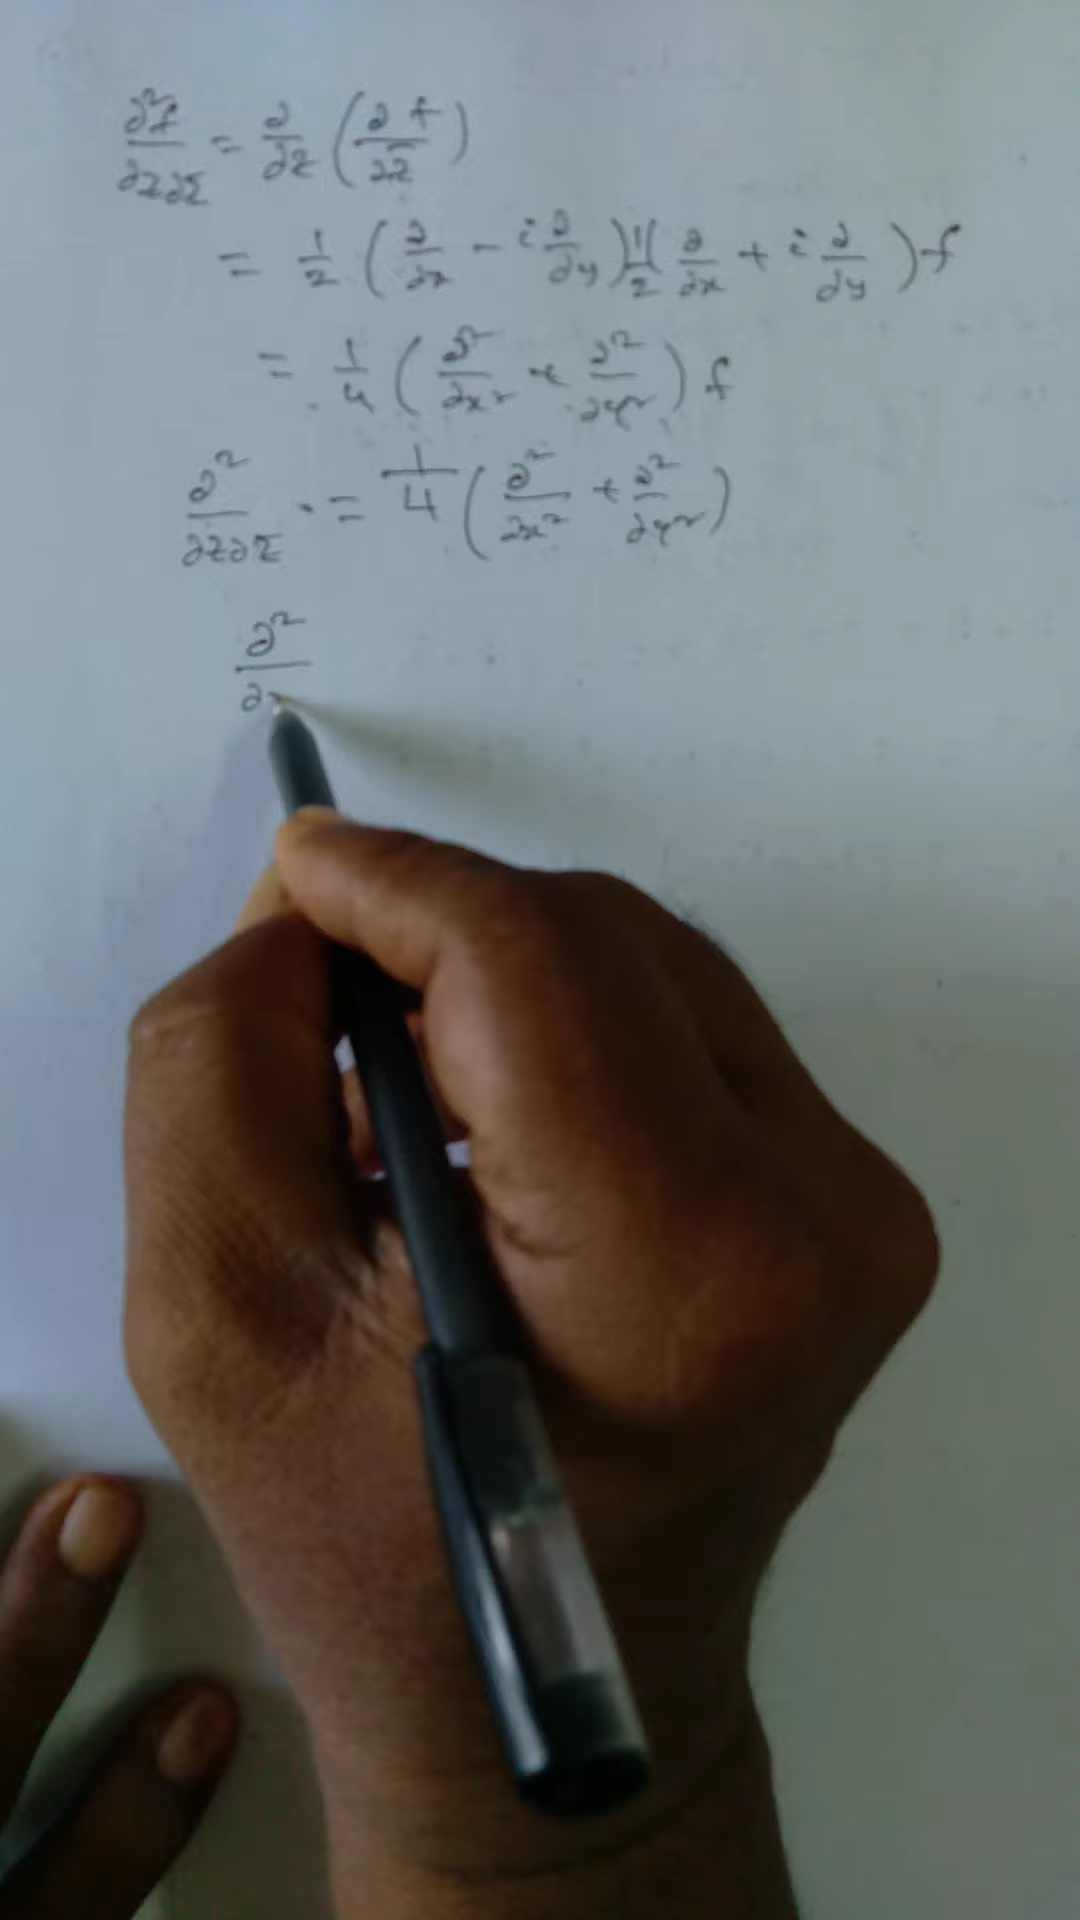 ∂²f/∂z∂z̄ = ∂/∂z (∂f/∂z̄)
= 1/2 (∂/∂x - i ∂/∂y) 1/2 (∂/∂x + i ∂/∂y) f
= 1/4 (∂²/∂x² + ∂²/∂y²) f
∂²/∂z∂z̄ = 1/4 (∂²/∂x² + ∂²/∂y²)
∂²/∂